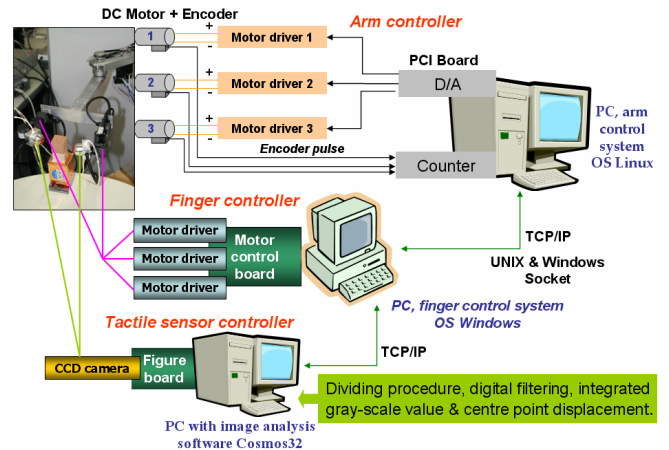 DC Motor + Encoder
Arm controller
1
+
-
Motor driver 1
PCI Board
D/A
2
+
-
Motor driver 2
PC, arm
control
system
OS Linux
3
+
-
Motor driver 3
Encoder pulse
Counter
Finger controller
Motor driver
Motor driver
Motor driver
Motor
control
board
TCP/IP
UNIX & Windows
Socket
PC, finger control system
OS Windows
Tactile sensor controller
TCP/IP
CCD camera
Figure
board
Dividing procedure, digital filtering, integrated
gray-scale value & centre point displacement.
PC with image analysis
software Cosmos32